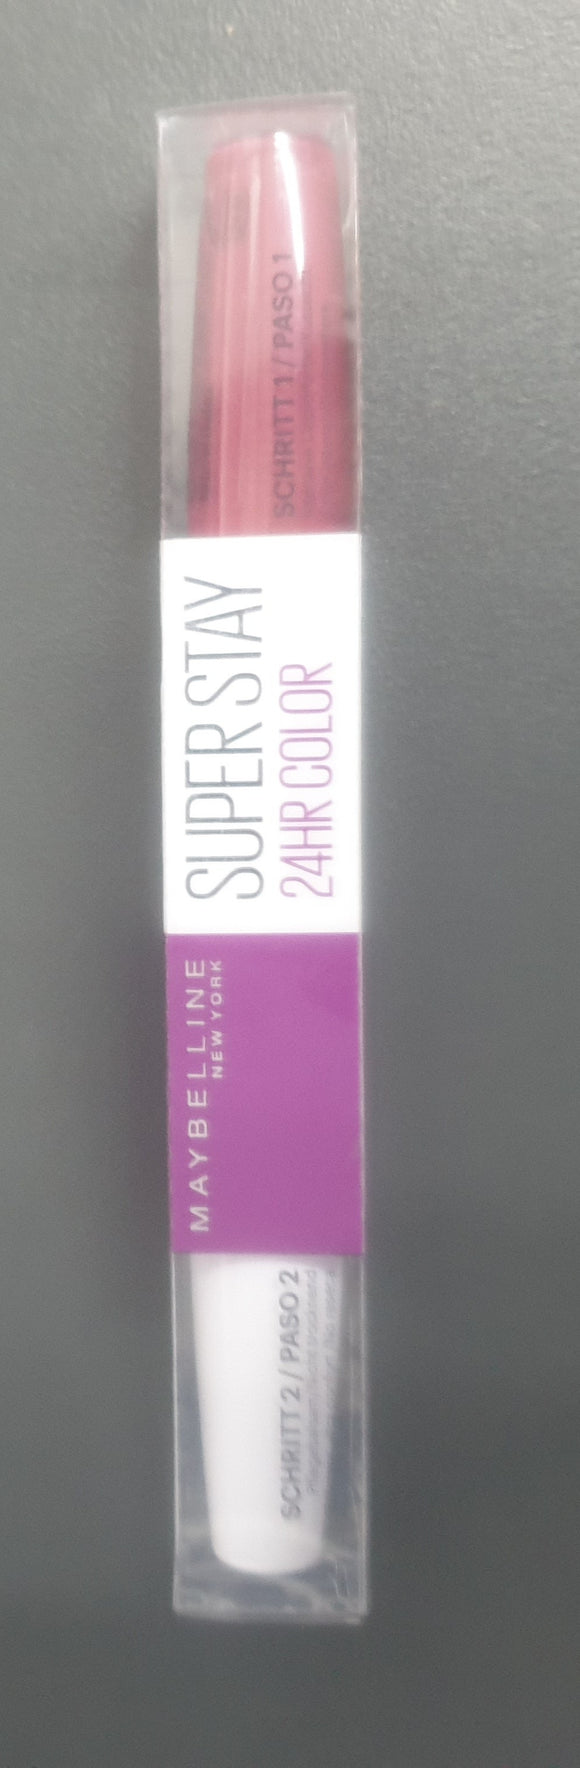 SCHRITT 1 / PASO 1
SUPER STAY
24HR COLOR
MAYBELLINE
NEW YORK
SCHRITT 2 / PASO 2